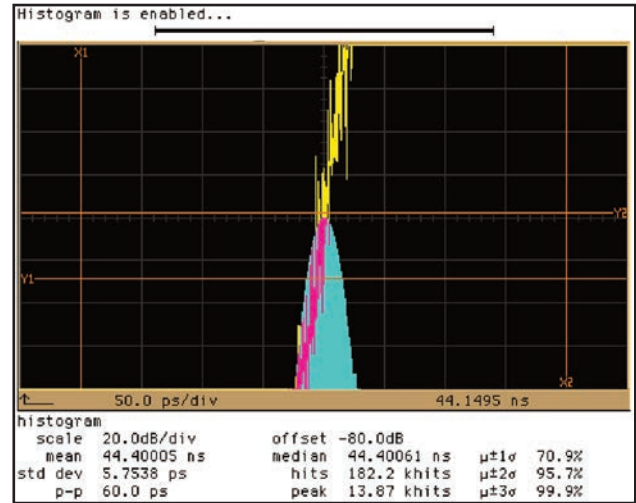 Histogram is enabled...
X1
Y2
Y1
X2
50.0 ps/div 44.1495 ns
histogram
scale 20.0dB/div offset -80.0dB
mean 44.40005 ns median 44.40061 ns μ±1σ 70.9%
std dev 5.7538 ps hits 182.2 khits μ±2σ 95.7%
p-p 60.0 ps peak 13.87 khits μ±3σ 99.9%